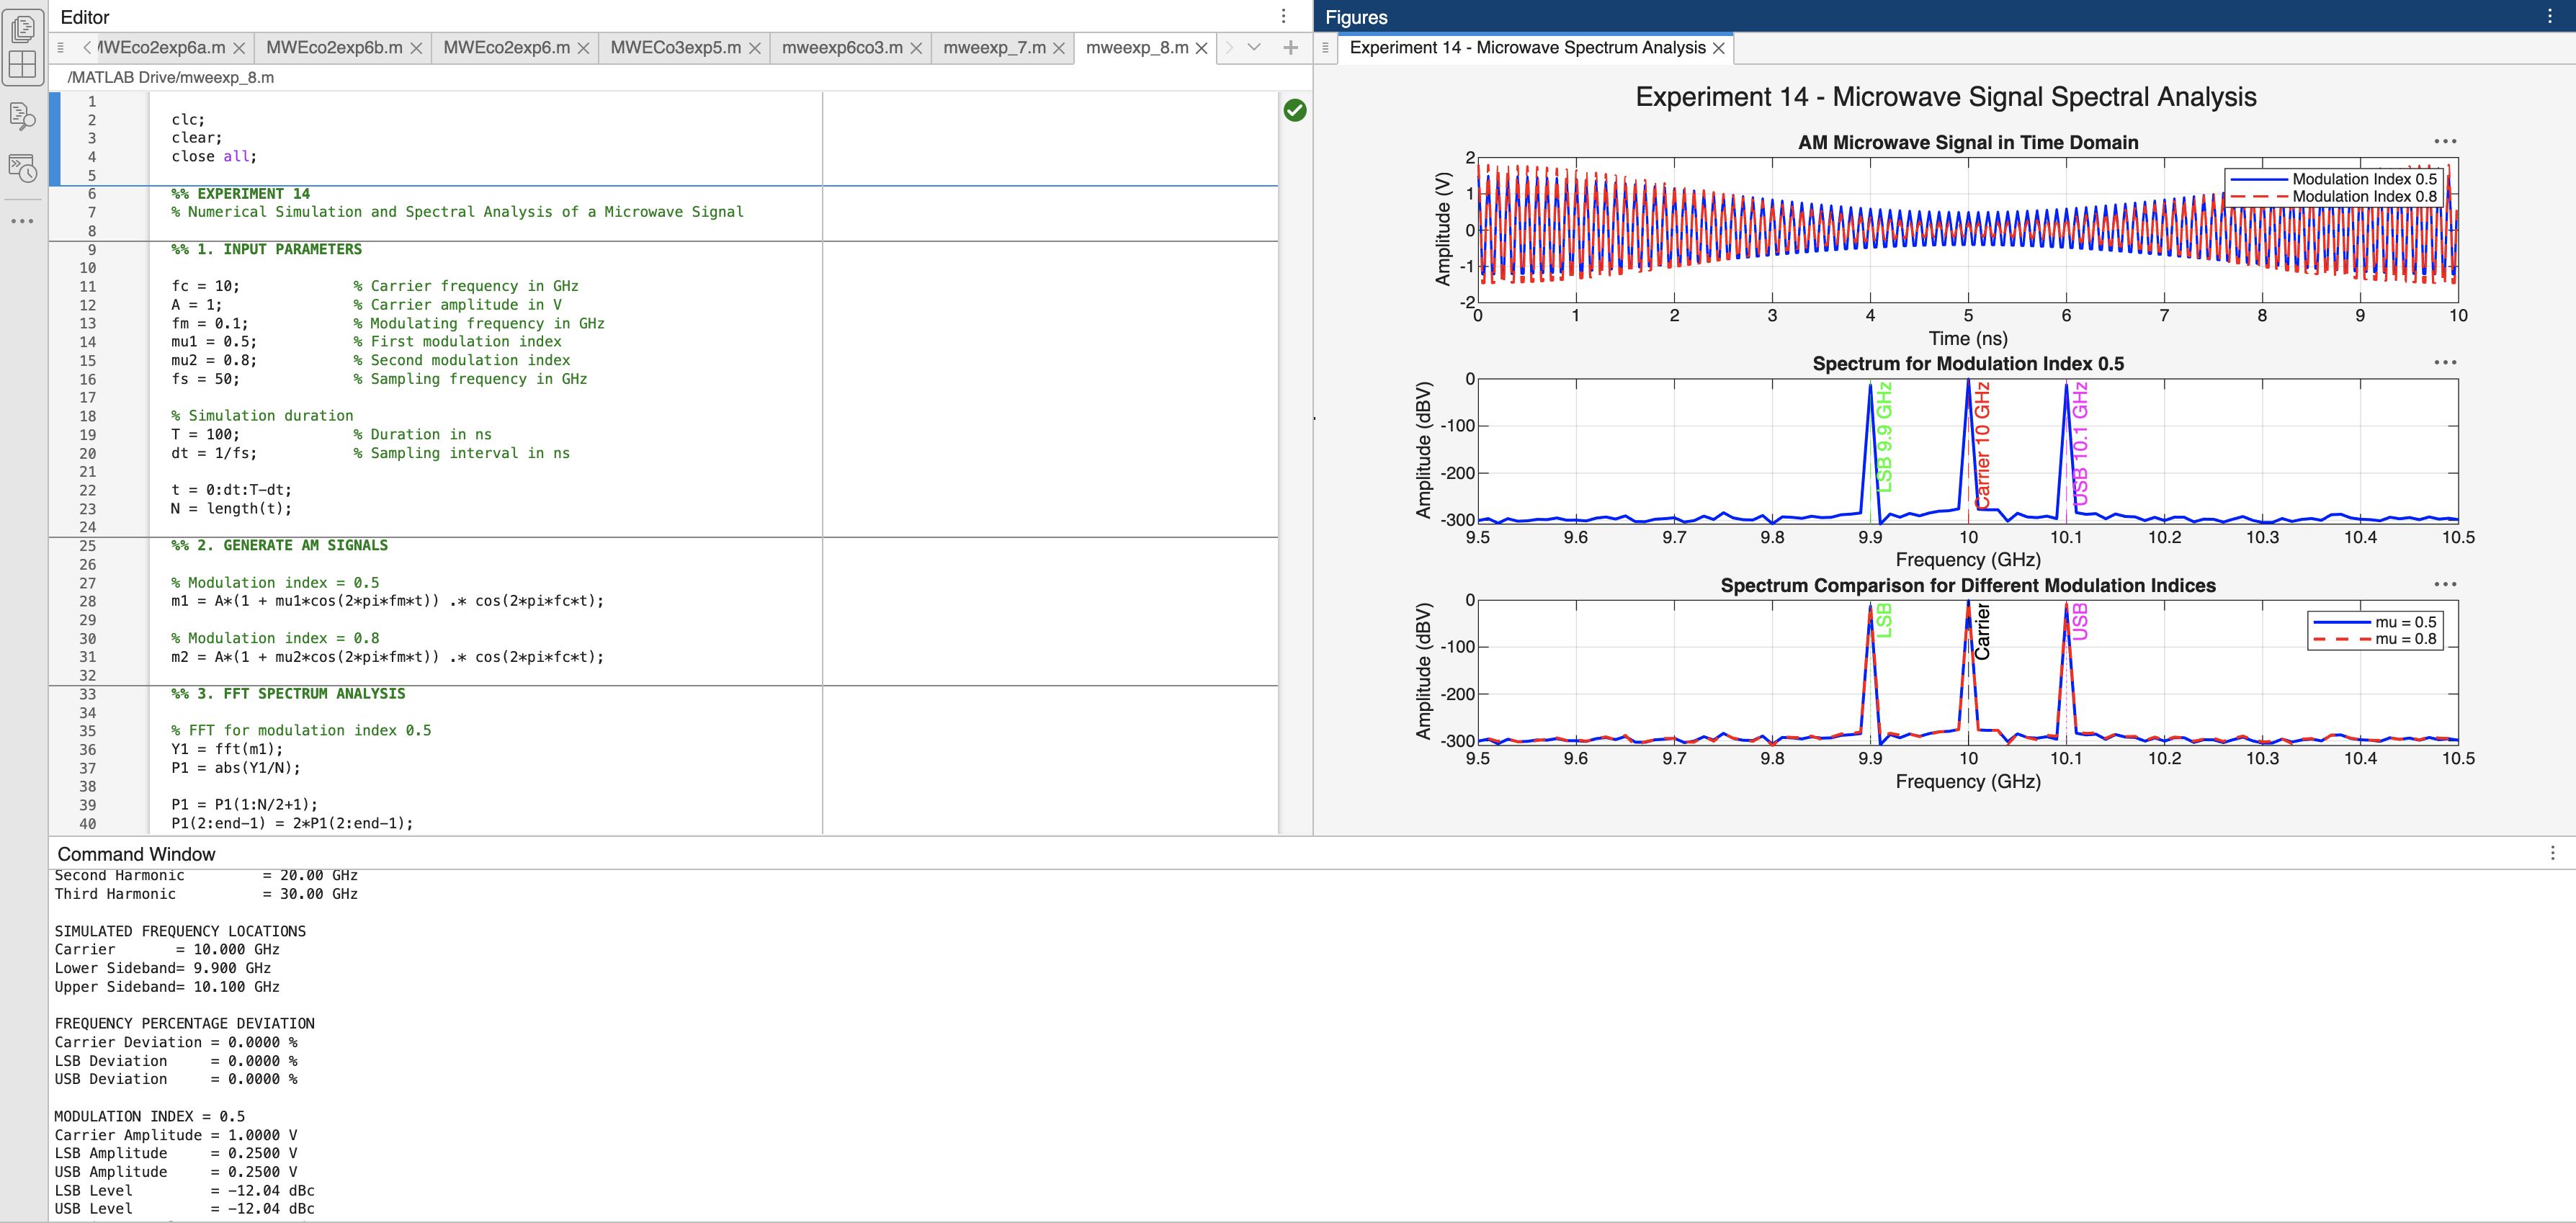 Editor
MWEco2exp6a.m
MWEco2exp6b.m
MWEco2exp6.m
MWECo3exp5.m
mweexp6co3.m
mweexp_7.m
mweexp_8.m
/MATLAB Drive/mweexp_8.m
1
2 clc;
3 clear;
4 close all;
5
6 %% EXPERIMENT 14
7 % Numerical Simulation and Spectral Analysis of a Microwave Signal
8
9 %% 1. INPUT PARAMETERS
10
11 fc = 10; % Carrier frequency in GHz
12 A = 1; % Carrier amplitude in V
13 fm = 0.1; % Modulating frequency in GHz
14 mu1 = 0.5; % First modulation index
15 mu2 = 0.8; % Second modulation index
16 fs = 50; % Sampling frequency in GHz
17
18 % Simulation duration
19 T = 100; % Duration in ns
20 dt = 1/fs; % Sampling interval in ns
21
22 t = 0:dt:T-dt;
23 N = length(t);
24
25 %% 2. GENERATE AM SIGNALS
26
27 % Modulation index = 0.5
28 m1 = A*(1 + mu1*cos(2*pi*fm*t)) .* cos(2*pi*fc*t);
29
30 % Modulation index = 0.8
31 m2 = A*(1 + mu2*cos(2*pi*fm*t)) .* cos(2*pi*fc*t);
32
33 %% 3. FFT SPECTRUM ANALYSIS
34
35 % FFT for modulation index 0.5
36 Y1 = fft(m1);
37 P1 = abs(Y1/N);
38
39 P1 = P1(1:N/2+1);
40 P1(2:end-1) = 2*P1(2:end-1);
Figures
Experiment 14 - Microwave Spectrum Analysis
Experiment 14 - Microwave Signal Spectral Analysis
AM Microwave Signal in Time Domain
Amplitude (V)
2
1
0
-1
-2
Modulation Index 0.5
Modulation Index 0.8
0 1 2 3 4 5 6 7 8 9 10
Time (ns)
Spectrum for Modulation Index 0.5
Amplitude (dBV)
0
-100
-200
-300
LSB 9.9 GHz
Carrier 10 GHz
USB 10.1 GHz
9.5 9.6 9.7 9.8 9.9 10 10.1 10.2 10.3 10.4 10.5
Frequency (GHz)
Spectrum Comparison for Different Modulation Indices
Amplitude (dBV)
0
-100
-200
-300
LSB
Carrier
USB
mu = 0.5
mu = 0.8
9.5 9.6 9.7 9.8 9.9 10 10.1 10.2 10.3 10.4 10.5
Frequency (GHz)
Command Window
Second Harmonic = 20.00 GHz
Third Harmonic = 30.00 GHz
SIMULATED FREQUENCY LOCATIONS
Carrier = 10.000 GHz
Lower Sideband= 9.900 GHz
Upper Sideband= 10.100 GHz
FREQUENCY PERCENTAGE DEVIATION
Carrier Deviation = 0.0000 %
LSB Deviation = 0.0000 %
USB Deviation = 0.0000 %
MODULATION INDEX = 0.5
Carrier Amplitude = 1.0000 V
LSB Amplitude = 0.2500 V
USB Amplitude = 0.2500 V
LSB Level = -12.04 dBc
USB Level = -12.04 dBc